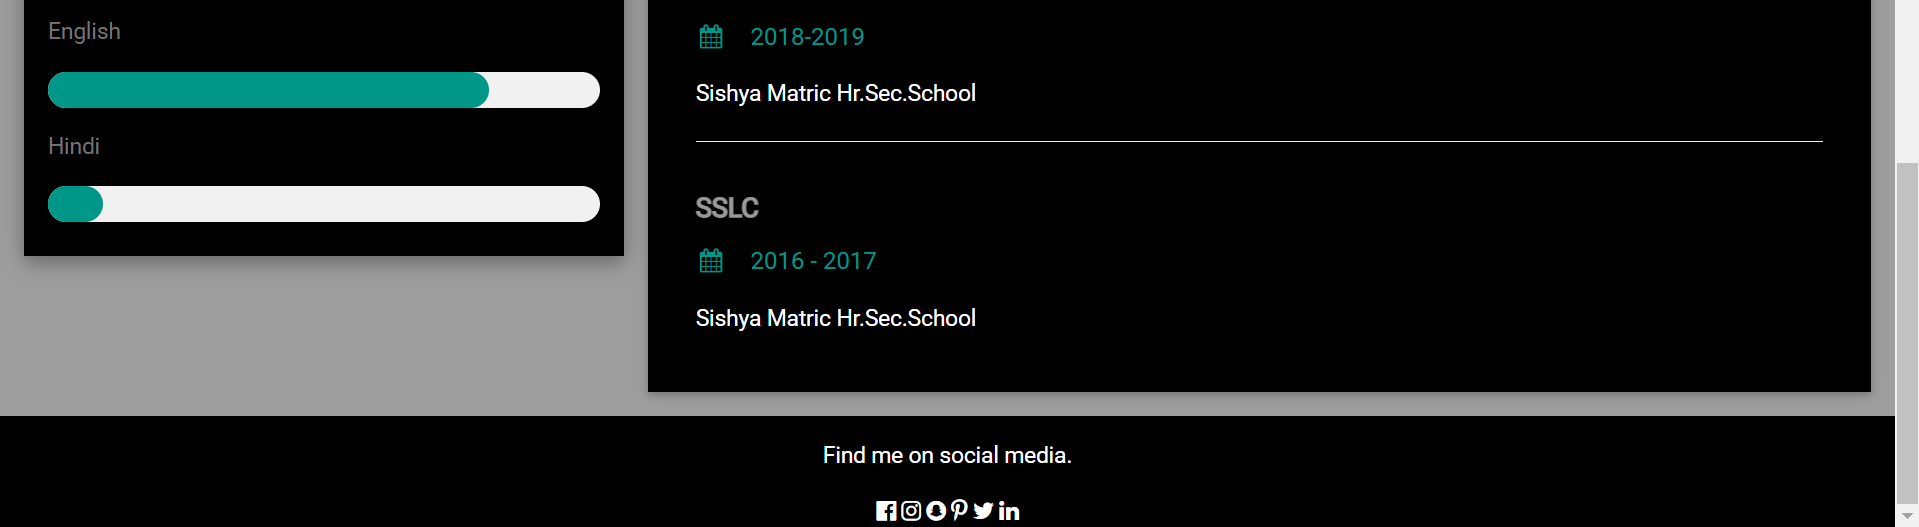 English
Hindi
2018-2019
Sishya Matric Hr.Sec.School
SSLC
2016 - 2017
Sishya Matric Hr.Sec.School
Find me on social media.